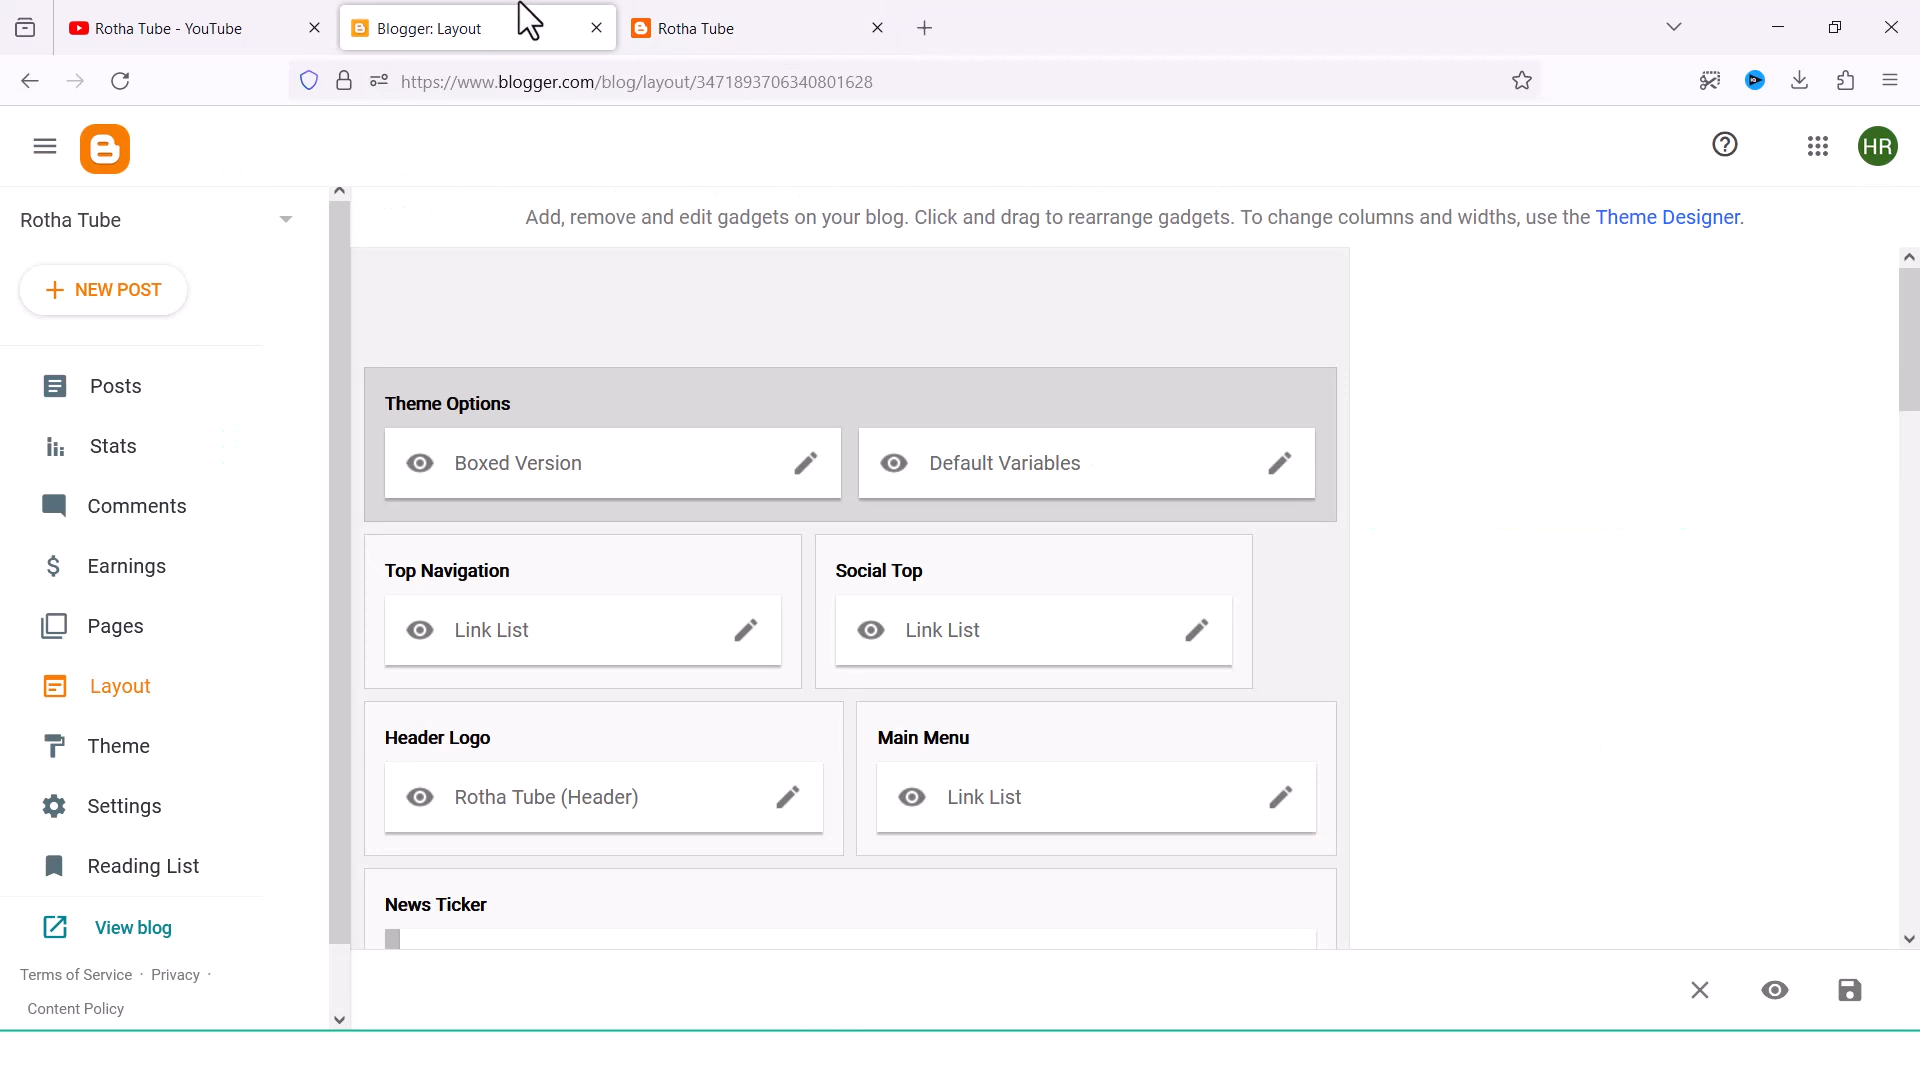 Rotha Tube - YouTube
Blogger: Layout
Rotha Tube
https://www.blogger.com/blog/layout/3471893706340801628
HR
Rotha Tube
Add, remove and edit gadgets on your blog. Click and drag to rearrange gadgets. To change columns and widths, use the Theme Designer.
NEW POST
Posts
Stats
Comments
Earnings
Pages
Layout
Theme
Settings
Reading List
View blog
Terms of Service · Privacy ·
Content Policy
Theme Options
Boxed Version
Default Variables
Top Navigation
Link List
Social Top
Link List
Header Logo
Rotha Tube (Header)
Main Menu
Link List
News Ticker